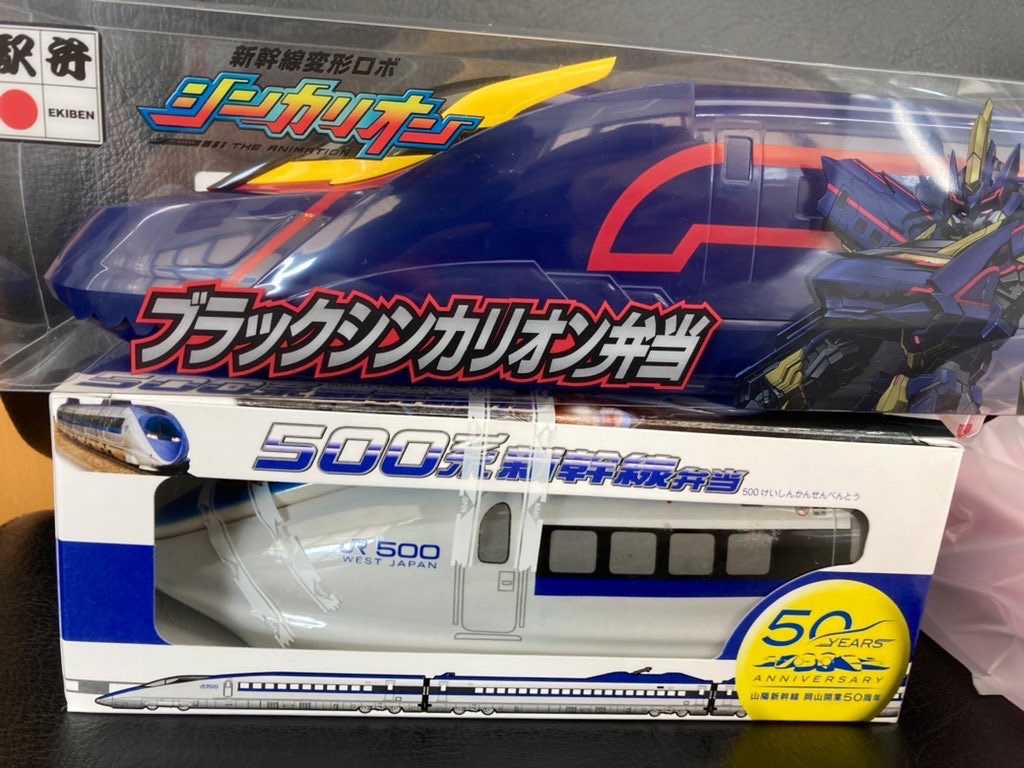 駅弁
EKIBEN
新幹線変形ロボ
シンカリオン
THE ANIMATION
ブラックシンカリオン弁当
500系新幹線弁当
500けいしんかんせんべんとう
JR 500
WEST JAPAN
50
YEARS
ANNIVERSARY
山陽新幹線 岡山開業50周年